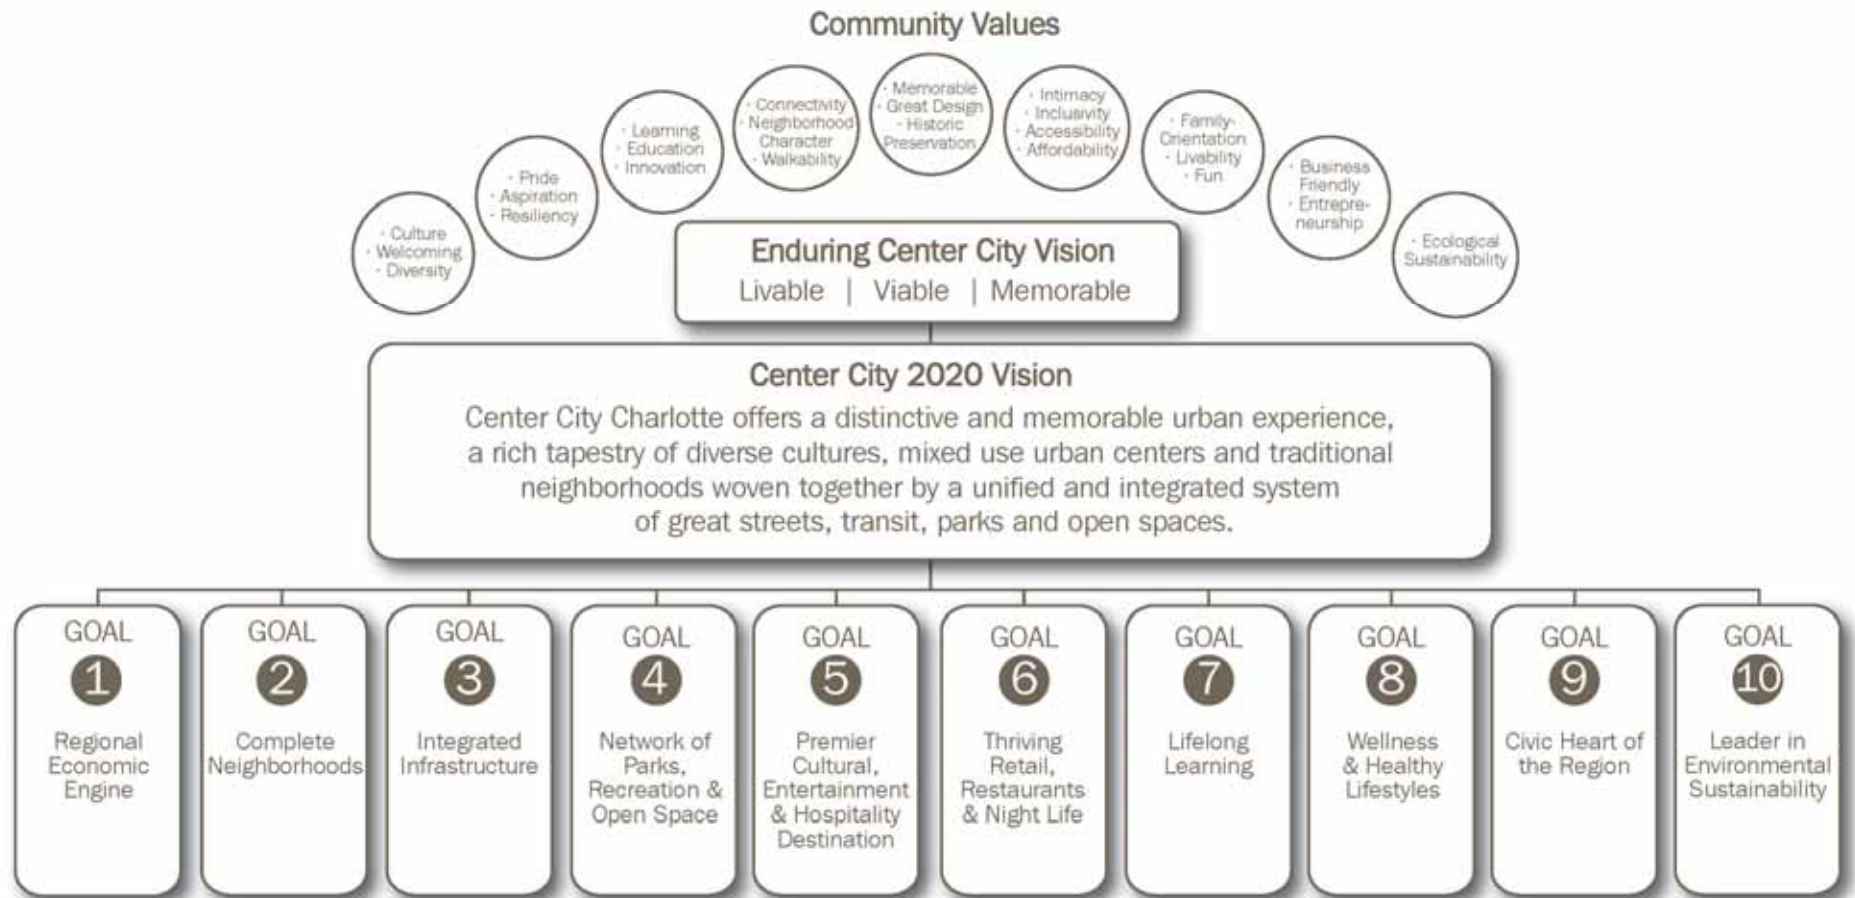 Community Values
· Culture
· Welcoming
· Diversity
· Pride
· Aspiration
· Resiliency
· Learning
· Education
· Innovation
· Connectivity
· Neighborhood
Character
· Walkability
· Memorable
· Great Design
· Historic
Preservation
· Intimacy
· Inclusivity
· Accessibility
· Affordability
· Family-
Orientation
· Livability
· Fun
· Business
Friendly
· Entrepre-
neurship
· Ecological
Sustainability
Enduring Center City Vision
Livable | Viable | Memorable
Center City 2020 Vision
Center City Charlotte offers a distinctive and memorable urban experience,
a rich tapestry of diverse cultures, mixed use urban centers and traditional
neighborhoods woven together by a unified and integrated system
of great streets, transit, parks and open spaces.
GOAL
1
Regional
Economic
Engine
GOAL
2
Complete
Neighborhoods
GOAL
3
Integrated
Infrastructure
GOAL
4
Network of
Parks,
Recreation &
Open Space
GOAL
5
Premier
Cultural,
Entertainment
& Hospitality
Destination
GOAL
6
Thriving
Retail,
Restaurants
& Night Life
GOAL
7
Lifelong
Learning
GOAL
8
Wellness
& Healthy
Lifestyles
GOAL
9
Civic Heart of
the Region
GOAL
10
Leader in
Environmental
Sustainability